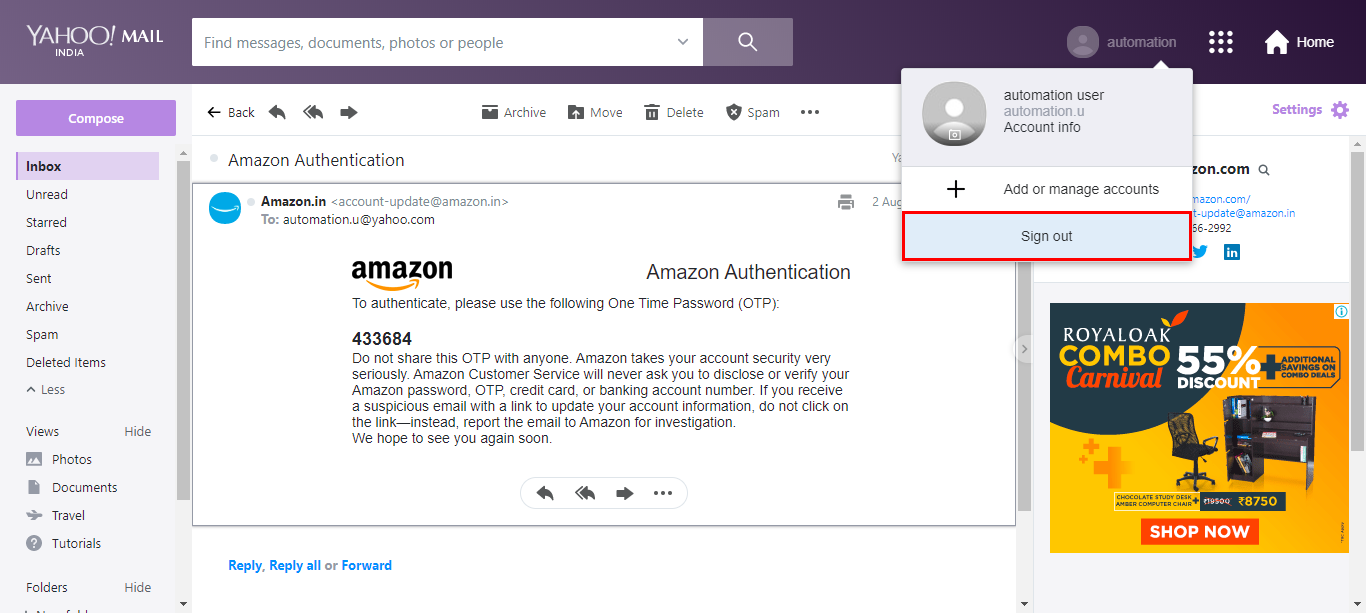 YAHOO! MAIL
INDIA
Find messages, documents, photos or people
automation
Home
automation user
automation.u
Account info
Add or manage accounts
Sign out
Compose
Back
Archive
Move
Delete
Spam
Settings
Inbox
Unread
Starred
Drafts
Sent
Archive
Spam
Deleted Items
Less
Views Hide
Photos
Documents
Travel
Tutorials
Folders Hide
Amazon Authentication
Amazon.in <account-update@amazon.in>
To: automation.u@yahoo.com
2 Aug
amazon
Amazon Authentication
To authenticate, please use the following One Time Password (OTP):
433684
Do not share this OTP with anyone. Amazon takes your account security very
seriously. Amazon Customer Service will never ask you to disclose or verify your
Amazon password, OTP, credit card, or banking account number. If you receive
a suspicious email with a link to update your account information, do not click on
the link—instead, report the email to Amazon for investigation.
We hope to see you again soon.
Reply, Reply all or Forward
zon.com
mazon.com/
t-update@amazon.in
66-2992
ROYALOAK
COMBO
Carnival
55%
DISCOUNT
+ ADDITIONAL
SAVINGS ON
COMBO DEALS
CHOCOLATE STUDY DESK
AMBER COMPUTER CHAIR
+ ₹19500 ₹8750
SHOP NOW